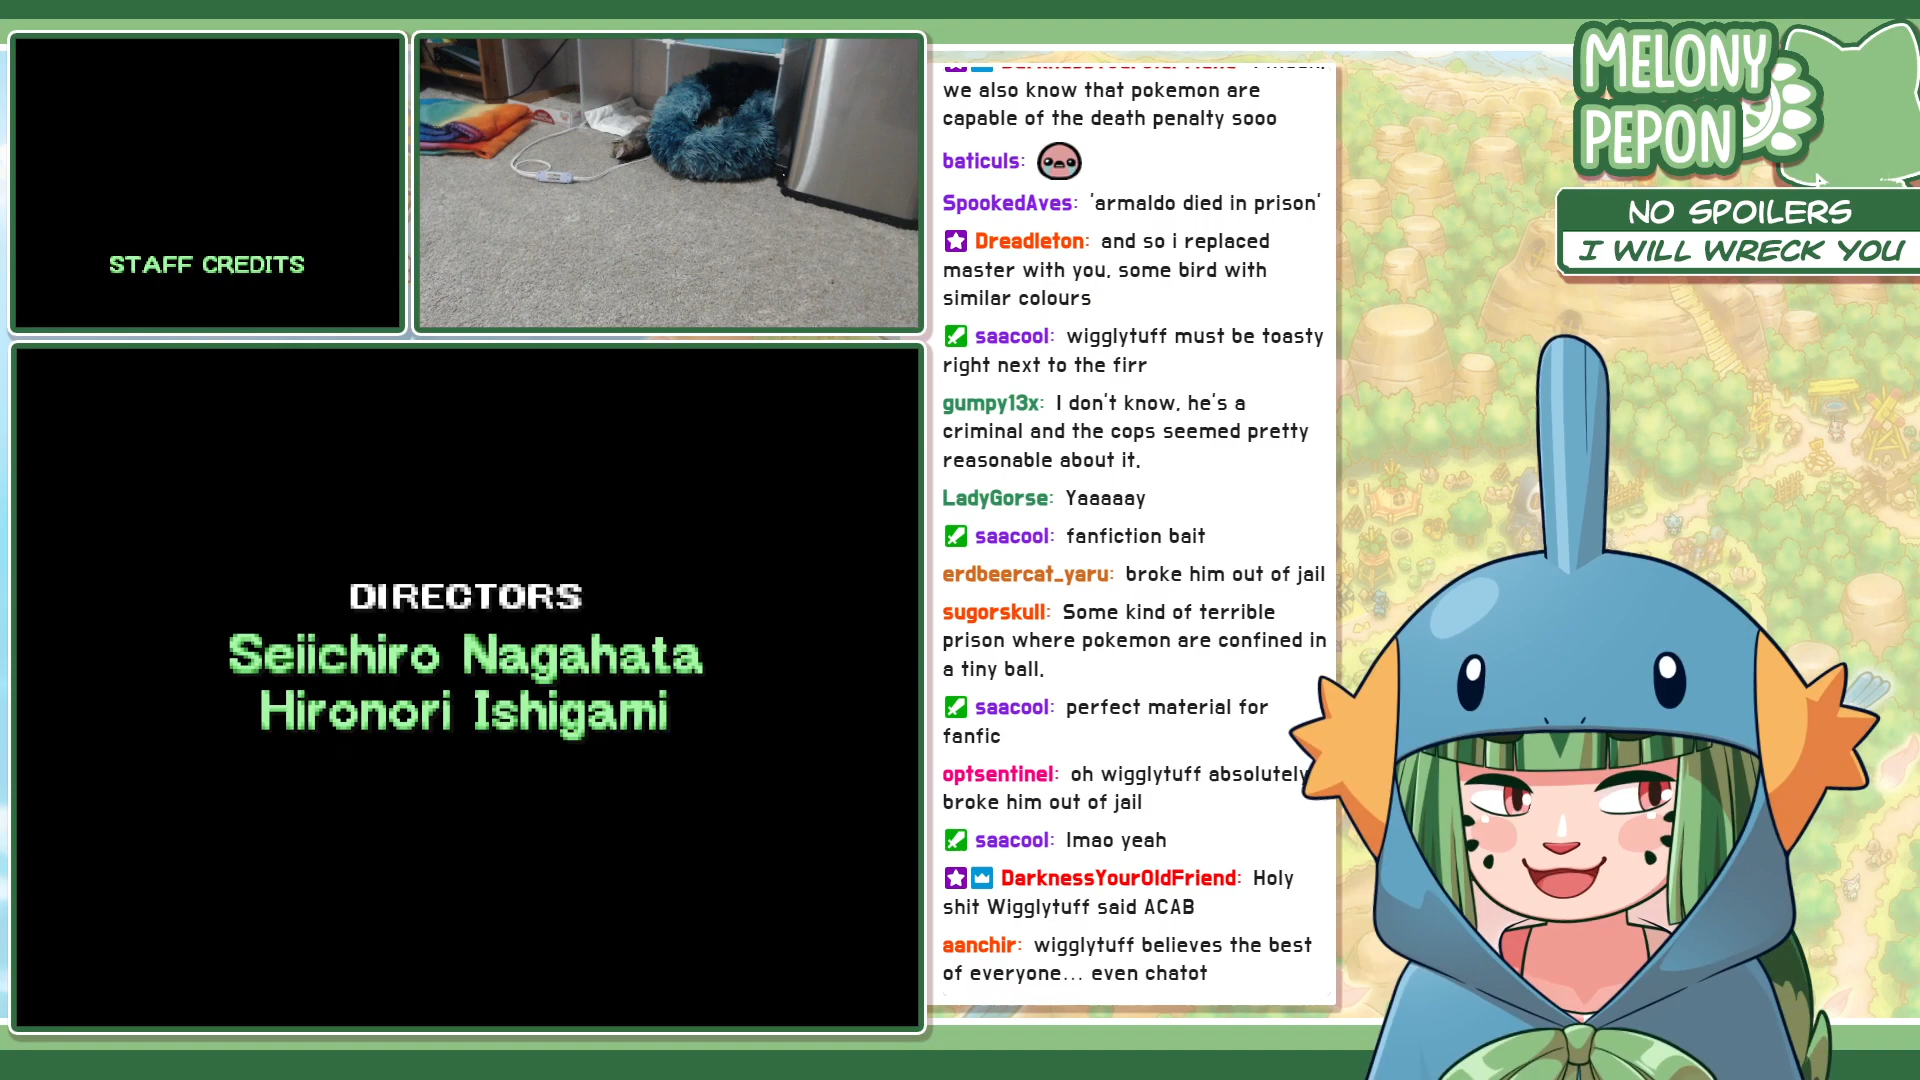 STAFF CREDITS
DIRECTORS
Seiichiro Nagahata
Hironori Ishigami
we also know that pokemon are
capable of the death penalty sooo
baticuls:
SpookedAves: 'armaldo died in prison'
Dreadleton: and so i replaced
master with you, some bird with
similar colours
saacool: wigglytuff must be toasty
right next to the firr
gumpy13x: I don't know, he's a
criminal and the cops seemed pretty
reasonable about it.
LadyGorse: Yaaaaay
saacool: fanfiction bait
erdbeercat_yaru: broke him out of jail
sugorskull: Some kind of terrible
prison where pokemon are confined in
a tiny ball.
saacool: perfect material for
fanfic
optsentinel: oh wigglytuff absolutely
broke him out of jail
saacool: lmao yeah
DarknessYourOldFriend: Holy
shit Wigglytuff said ACAB
aanchir: wigglytuff believes the best
of everyone... even chatot
MELONY
PEPON
NO SPOILERS
I WILL WRECK YOU